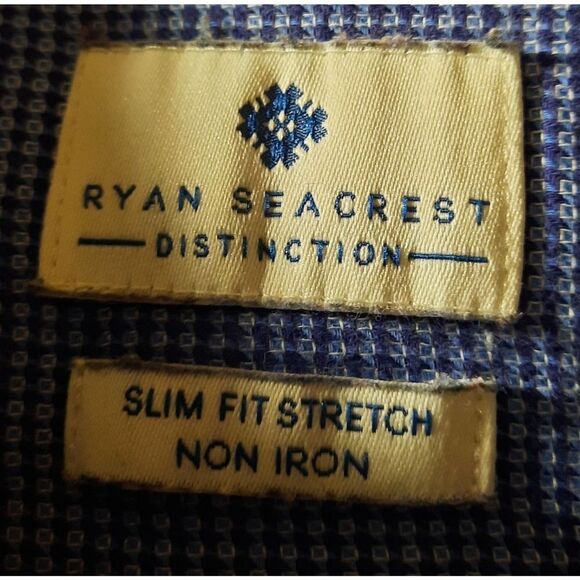 RYAN SEACREST
DISTINCTION
SLIM FIT STRETCH
NON IRON